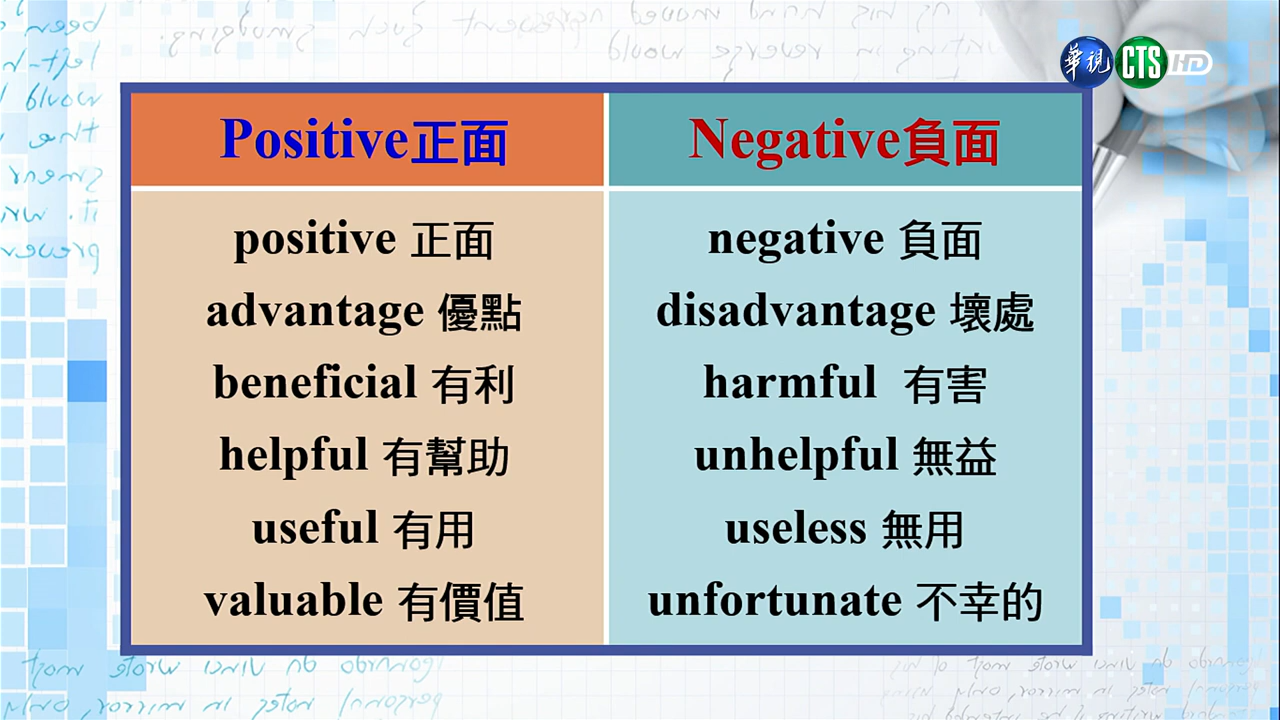 華視 CTS HD
Positive正面
Negative負面
positive 正面
negative 負面
advantage 優點
disadvantage 壞處
beneficial 有利
harmful 有害
helpful 有幫助
unhelpful 無益
useful 有用
useless 無用
valuable 有價值
unfortunate 不幸的